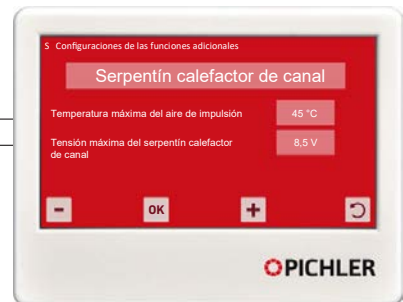 S Configuraciones de las funciones adicionales
Serpentín calefactor de canal
Temperatura máxima del aire de impulsión
45 °C
Tensión máxima del serpentín calefactor
de canal
8,5 V
-
OK
+
PICHLER